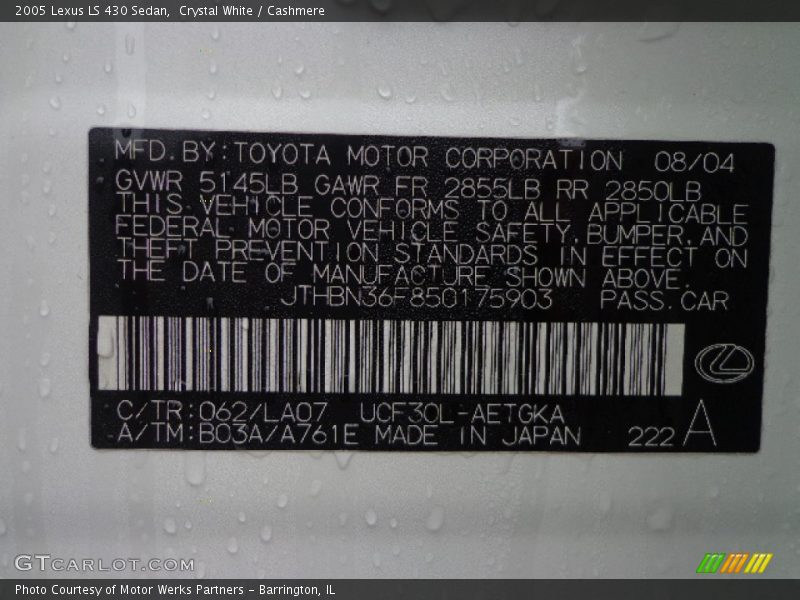 2005 Lexus LS 430 Sedan,  Crystal White / Cashmere
MFD.BY:TOYOTA MOTOR CORPORATION 08/04
GVWR 5145LB GAWR FR 2855LB RR 2850LB
THIS VEHICLE CONFORMS TO ALL APPLICABLE
FEDERAL MOTOR VEHICLE SAFETY,BUMPER,AND
THEFT PREVENTION STANDARDS IN EFFECT ON
THE DATE OF MANUFACTURE SHOWN ABOVE.
JTHBN36F850175903 PASS.CAR
C/TR:062/LA07 UCF30L-AETGKA
A/TM:B03A/A761E MADE IN JAPAN 222 A
GTCARLOT.COM
Photo Courtesy of Motor Werks Partners - Barrington, IL